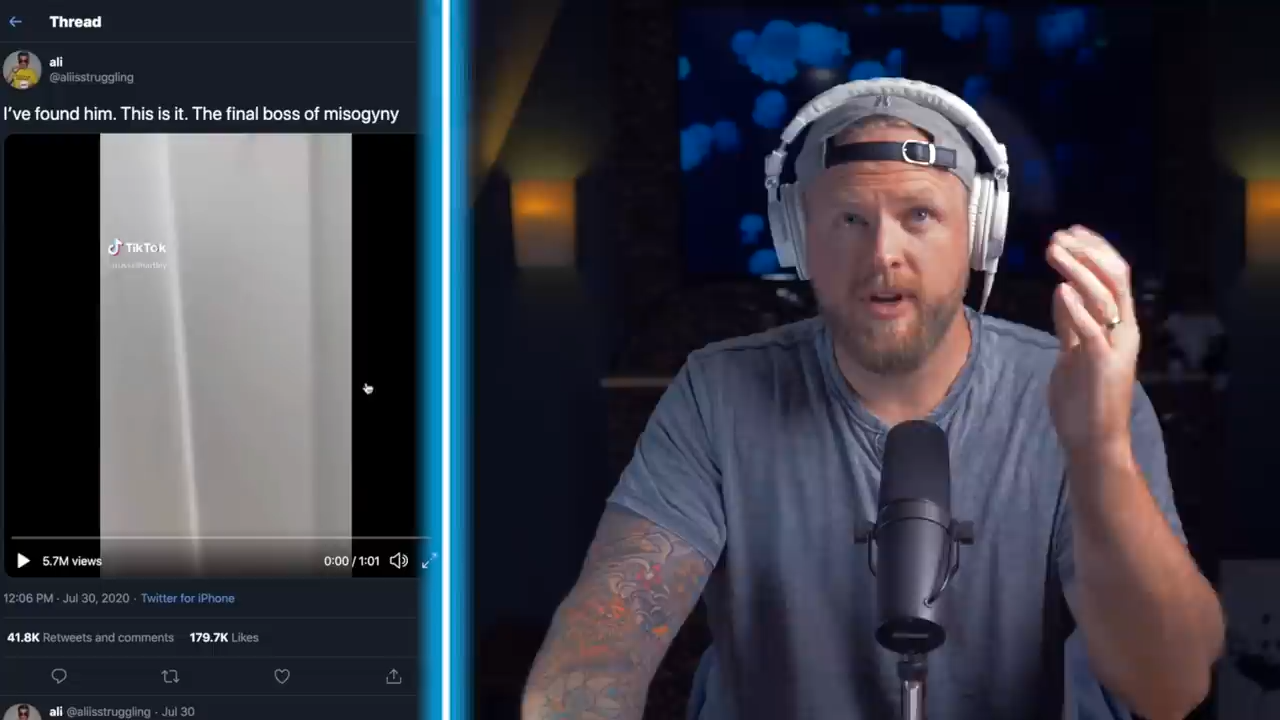 Thread
ali
@aliisstruggling
I've found him. This is it. The final boss of misogyny
TikTok
5.7M views
0:00 / 1:01
12:06 PM · Jul 30, 2020 · Twitter for iPhone
41.8K Retweets and comments 179.7K Likes
ali @aliisstruggling · Jul 30